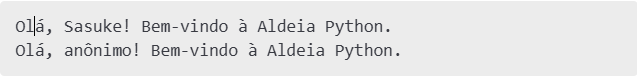 Olá, Sasuke! Bem-vindo à Aldeia Python.
Olá, anônimo! Bem-vindo à Aldeia Python.